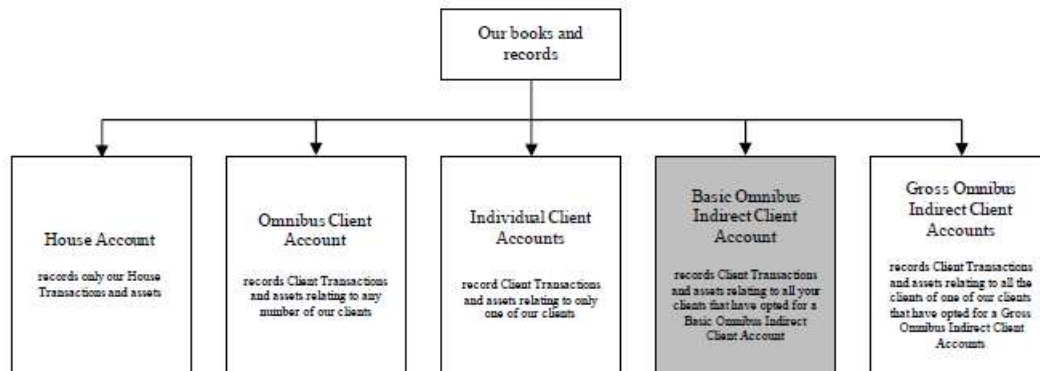 Our books and
records
House Account
records only our House
Transactions and assets
Omnibus Client
Account
records Client Transactions
and assets relating to any
number of our clients
Individual Client
Accounts
record Client Transactions
and assets relating to only
one of our clients
Basic Omnibus
Indirect Client
Account
records Client Transactions
and assets relating to all your
clients that have opted for a
Basic Omnibus Indirect
Client Account
Gross Omnibus
Indirect Client
Accounts
records Client Transactions
and assets relating to all the
clients of one of our clients
that have opted for a Gross
Omnibus Indirect Client
Accounts